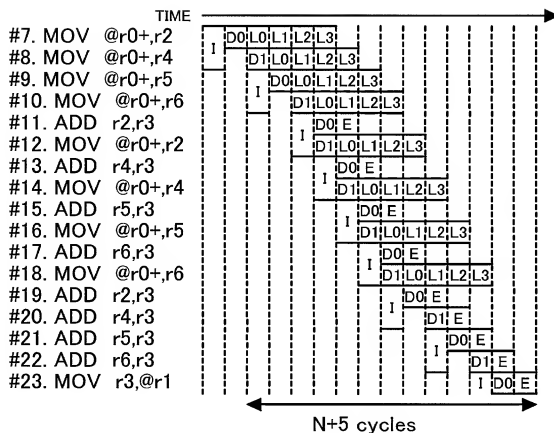 TIME
#7. MOV @r0+,r2 I D0 L0 L1 L2 L3
#8. MOV @r0+,r4 D1 L0 L1 L2 L3
#9. MOV @r0+,r5 I D0 L0 L1 L2 L3
#10. MOV @r0+,r6 D1 L0 L1 L2 L3
#11. ADD r2,r3 I D0 E
#12. MOV @r0+,r2 D1 L0 L1 L2 L3
#13. ADD r4,r3 I D0 E
#14. MOV @r0+,r4 D1 L0 L1 L2 L3
#15. ADD r5,r3 I D0 E
#16. MOV @r0+,r5 D1 L0 L1 L2 L3
#17. ADD r6,r3 I D0 E
#18. MOV @r0+,r6 D1 L0 L1 L2 L3
#19. ADD r2,r3 I D0 E
#20. ADD r4,r3 D1 E
#21. ADD r5,r3 I D0 E
#22. ADD r6,r3 D1 E
#23. MOV r3,@r1 I D0 E
N+5 cycles